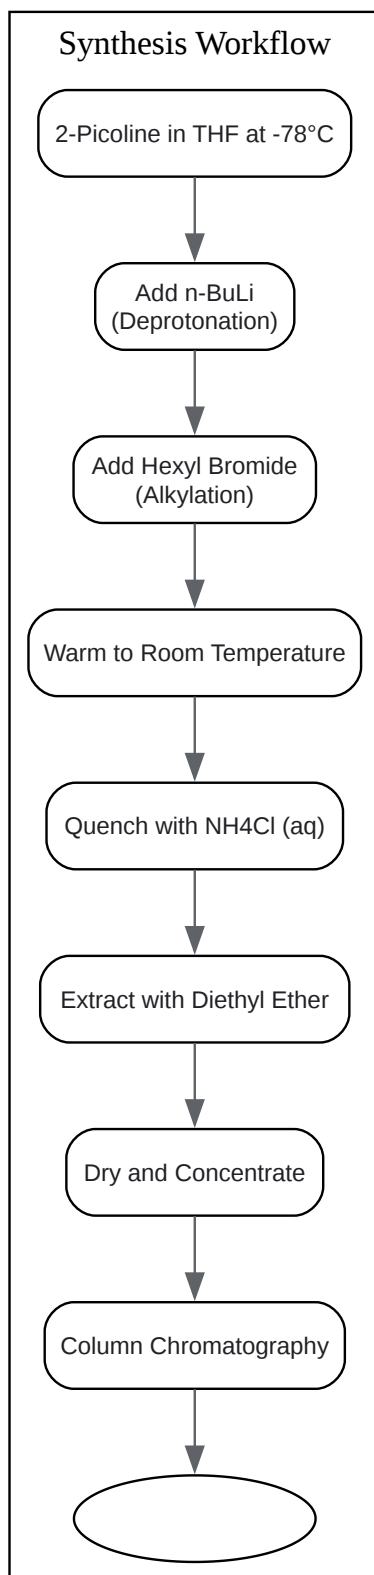 Synthesis Workflow
2-Picoline in THF at -78°C
Add n-BuLi
(Deprotonation)
Add Hexyl Bromide
(Alkylation)
Warm to Room Temperature
Quench with NH4Cl (aq)
Extract with Diethyl Ether
Dry and Concentrate
Column Chromatography